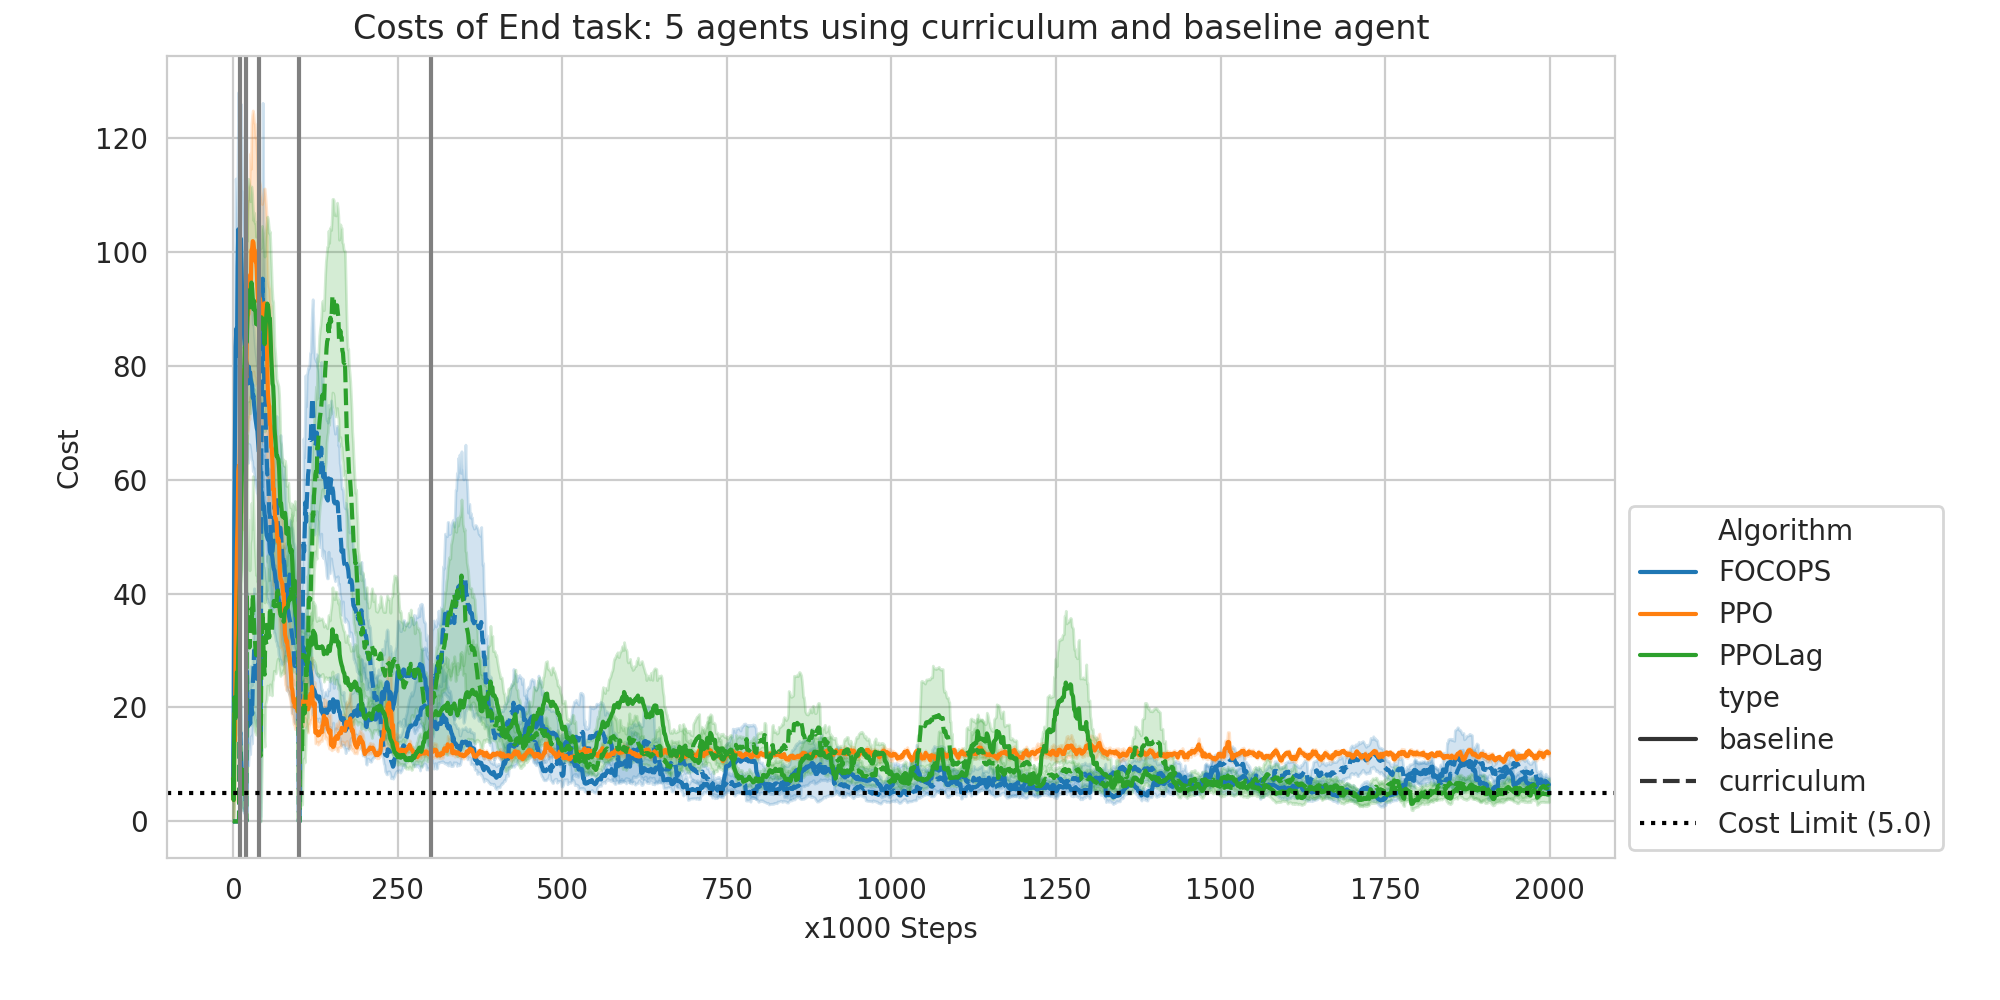 Costs of End task: 5 agents using curriculum and baseline agent
Cost
120
100
80
60
40
20
0
0 250 500 750 1000 1250 1500 1750 2000
x1000 Steps
Algorithm
FOCOPS
PPO
PPOLag
type
baseline
curriculum
Cost Limit (5.0)